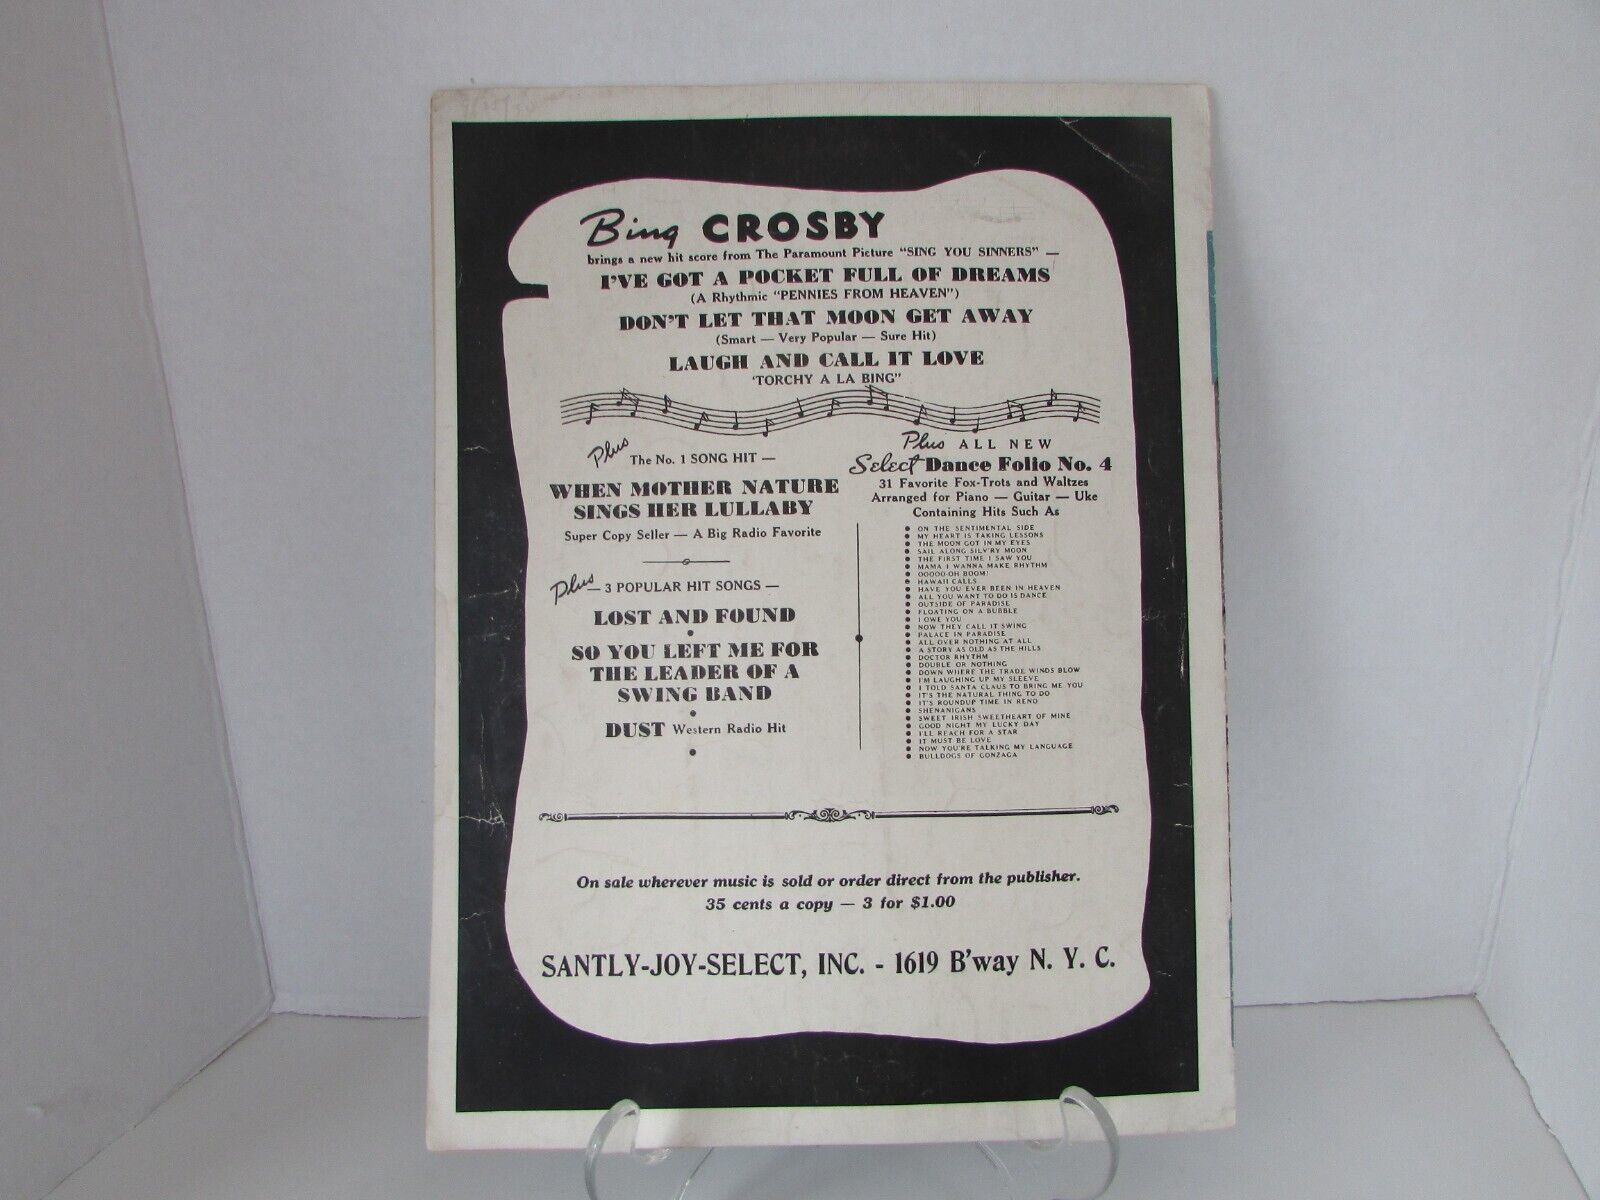 Bing CROSBY
brings a new hit score from The Paramount Picture "SING YOU SINNERS" —
I'VE GOT A POCKET FULL OF DREAMS
(A Rhythmic "PENNIES FROM HEAVEN")
DON'T LET THAT MOON GET AWAY
(Smart — Very Popular — Sure Hit)
LAUGH AND CALL IT LOVE
'TORCHY A LA BING"
Plus The No. 1 SONG HIT —
WHEN MOTHER NATURE
SINGS HER LULLABY
Super Copy Seller — A Big Radio Favorite
Plus — 3 POPULAR HIT SONGS —
LOST AND FOUND
SO YOU LEFT ME FOR
THE LEADER OF A
SWING BAND
DUST Western Radio Hit
Plus ALL NEW
Select Dance Folio No. 4
31 Favorite Fox-Trots and Waltzes
Arranged for Piano — Guitar — Uke
Containing Hits Such As
ON THE SENTIMENTAL SIDE
MY HEART IS TAKING LESSONS
THE MOON GOT IN MY EYES
SAIL ALONG SILV'RY MOON
THE FIRST TIME I SAW YOU
MAMA I WANNA MAKE RHYTHM
OOOOO-OH BOOM!
HAWAII CALLS
HAVE YOU EVER BEEN IN HEAVEN
ALL YOU WANT TO DO IS DANCE
OUTSIDE OF PARADISE
FLOATING ON A BUBBLE
I OWE YOU
NOW THEY CALL IT SWING
PALACE IN PARADISE
ALL OVER NOTHING AT ALL
A STORY AS OLD AS THE HILLS
DOCTOR RHYTHM
DOUBLE OR NOTHING
DOWN WHERE THE TRADE WINDS BLOW
I'M LAUGHING UP MY SLEEVE
I TOLD SANTA CLAUS TO BRING ME YOU
IT'S THE NATURAL THING TO DO
IT'S ROUNDUP TIME IN RENO
SHENANIGANS
SWEET IRISH SWEETHEART OF MINE
GOOD NIGHT MY LUCKY DAY
I'LL REACH FOR A STAR
IT MUST BE LOVE
NOW YOU'RE TALKING MY LANGUAGE
BULLDOGS OF GONZAGA
On sale wherever music is sold or order direct from the publisher.
35 cents a copy — 3 for $1.00
SANTLY-JOY-SELECT, INC. - 1619 B'way N. Y. C.